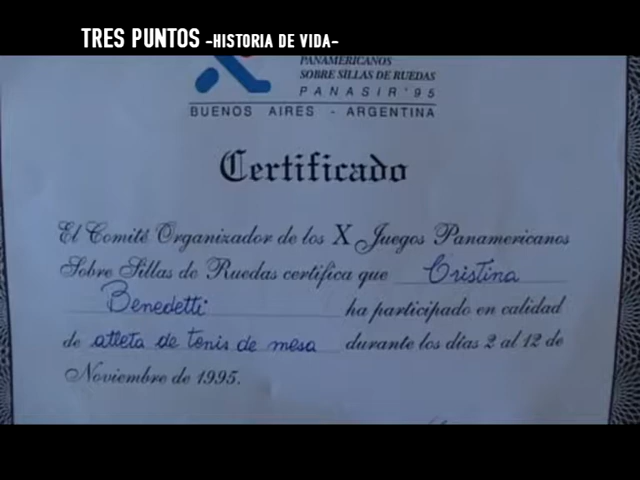 TRES PUNTOS -HISTORIA DE VIDA-
PANAMERICANOS
SOBRE SILLAS DE RUEDAS
PANASIR '95
BUENOS AIRES - ARGENTINA
Certificado
El Comité Organizador de los X Juegos Panamericanos
Sobre Sillas de Ruedas certifica que Cristina
Benedetti ha participado en calidad
de atleta de tenis de mesa durante los días 2 al 12 de
Noviembre de 1995.